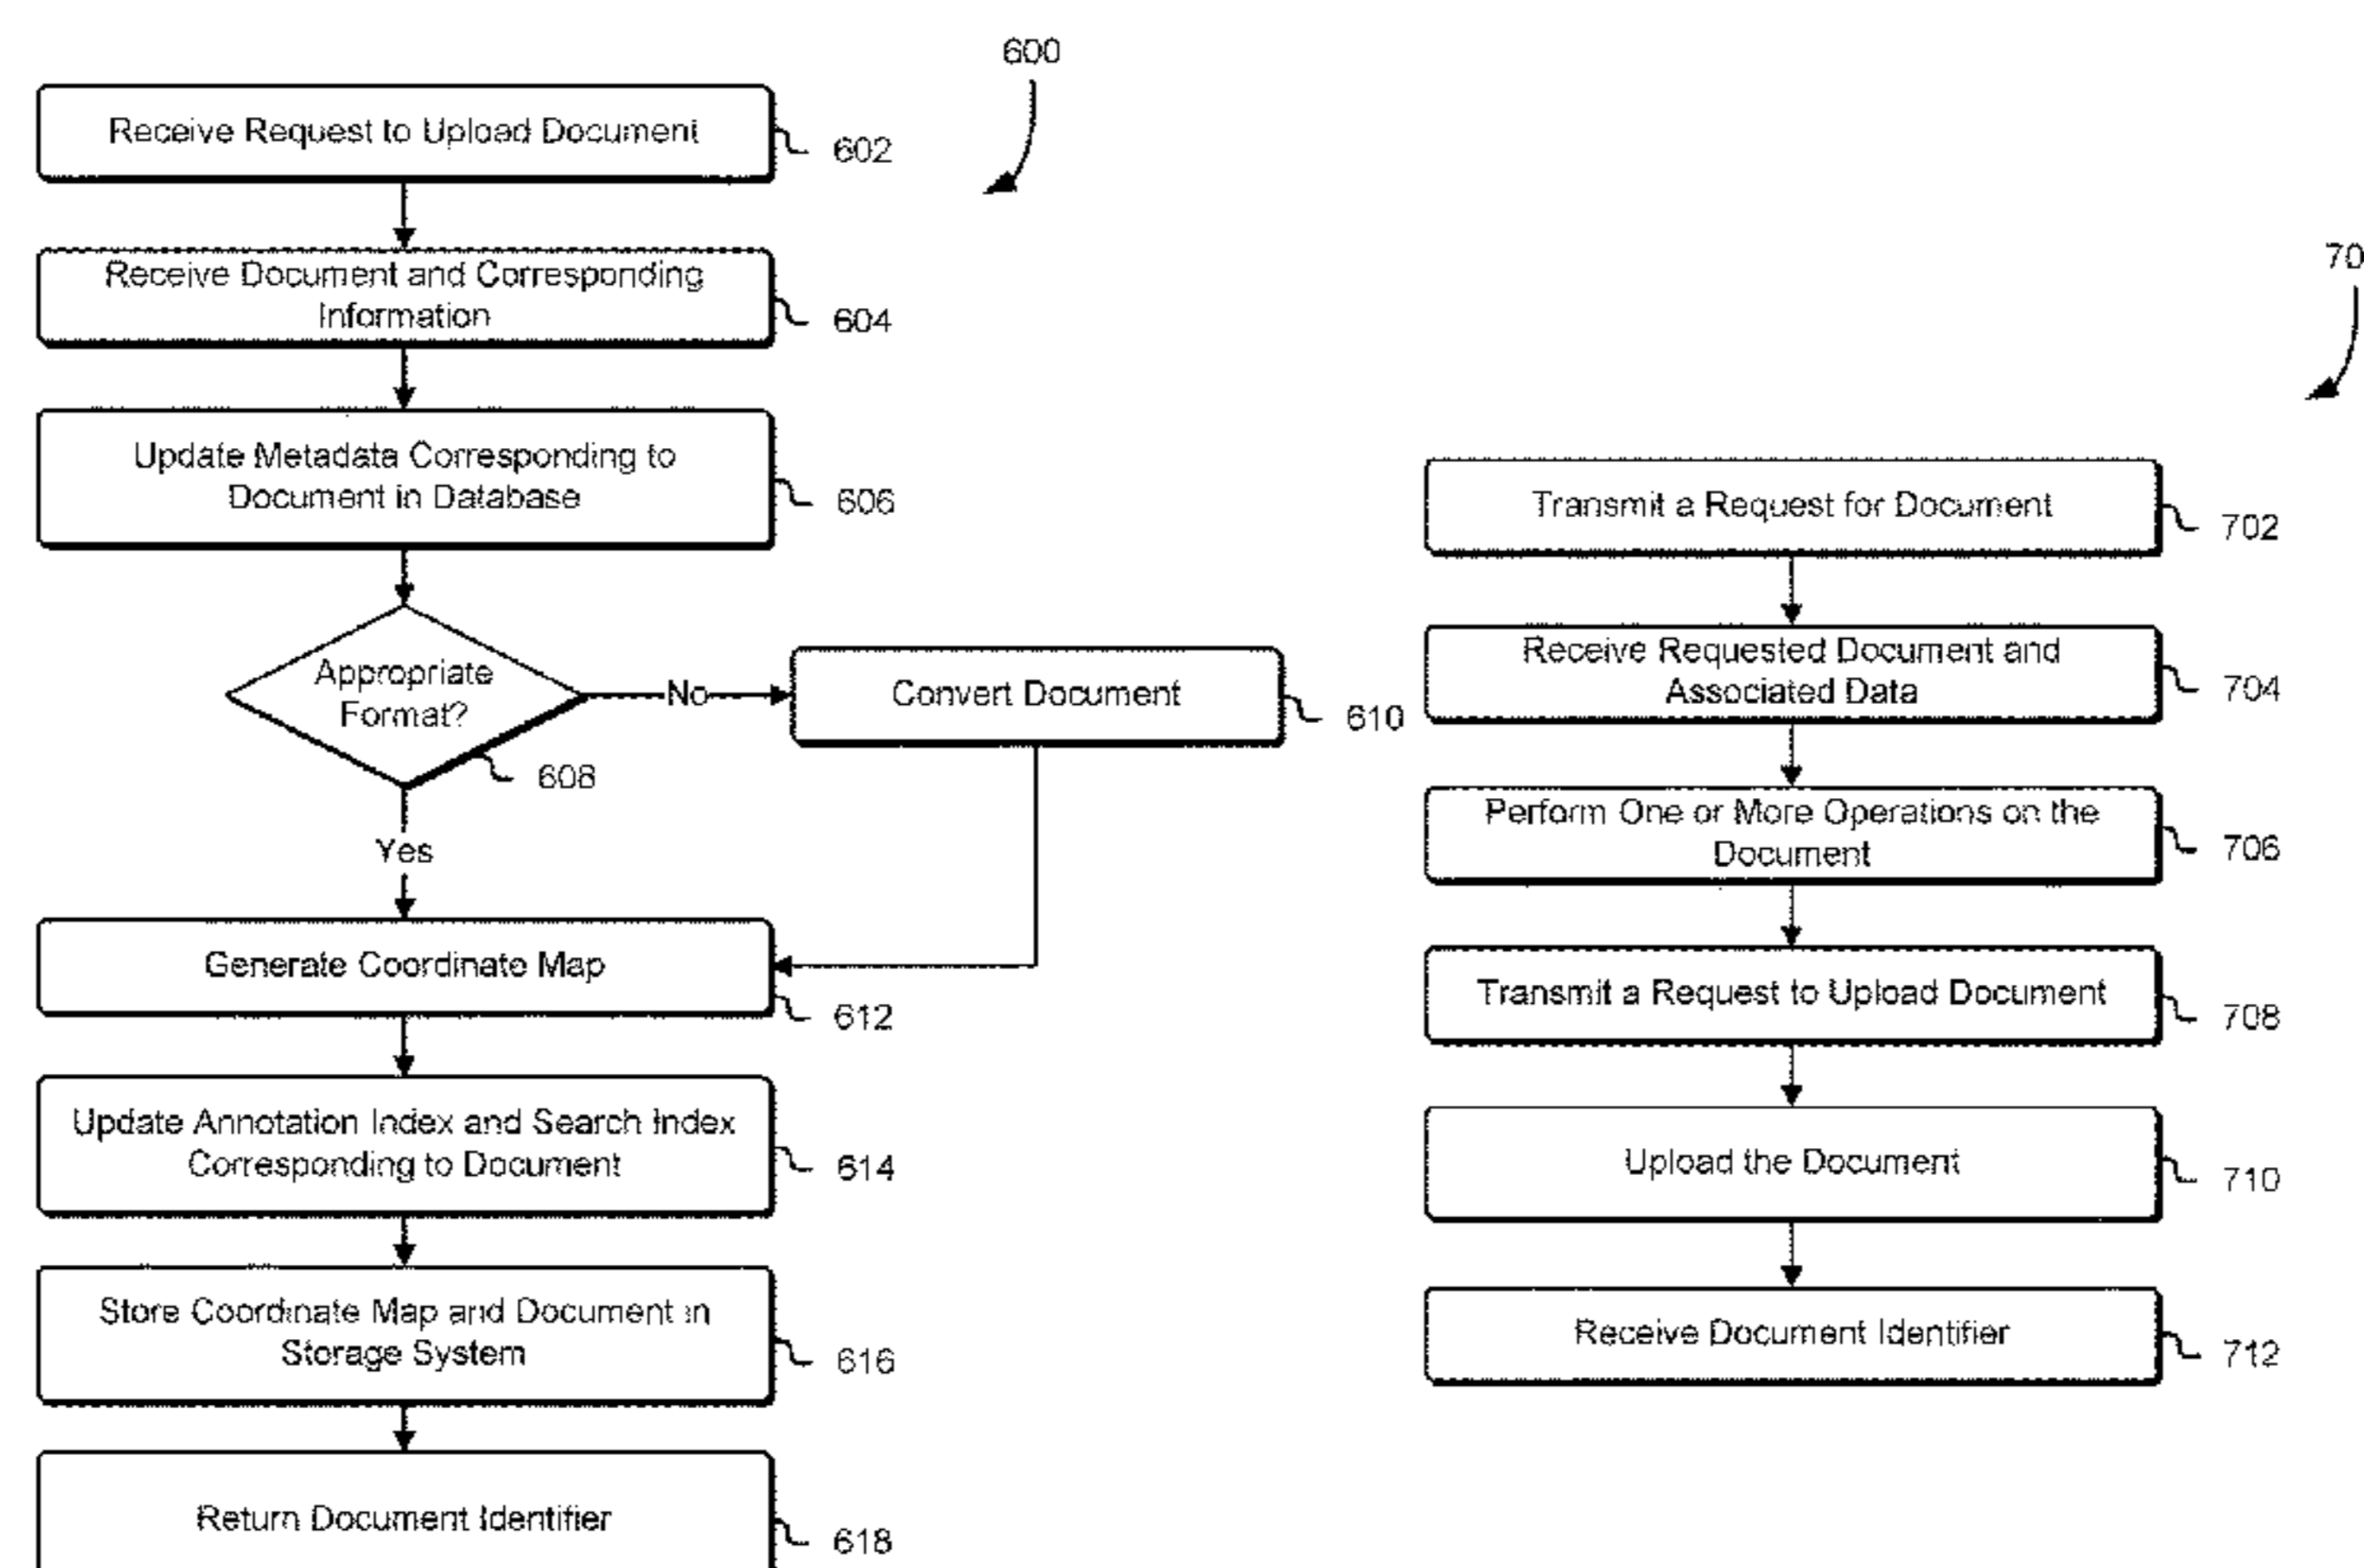 600
Receive Request to Upload Document
602
Receive Document and Corresponding
Information
604
Update Metadata Corresponding to
Document in Database
606
Appropriate
Format?
608
No
Convert Document
610
Yes
Generate Coordinate Map
612
Update Annotation Index and Search Index
Corresponding to Document
614
Store Coordinate Map and Document in
Storage System
616
Return Document Identifier
618
70
Transmit a Request for Document
702
Receive Requested Document and
Associated Data
704
Perform One or More Operations on the
Document
706
Transmit a Request to Upload Document
708
Upload the Document
710
Receive Document Identifier
712